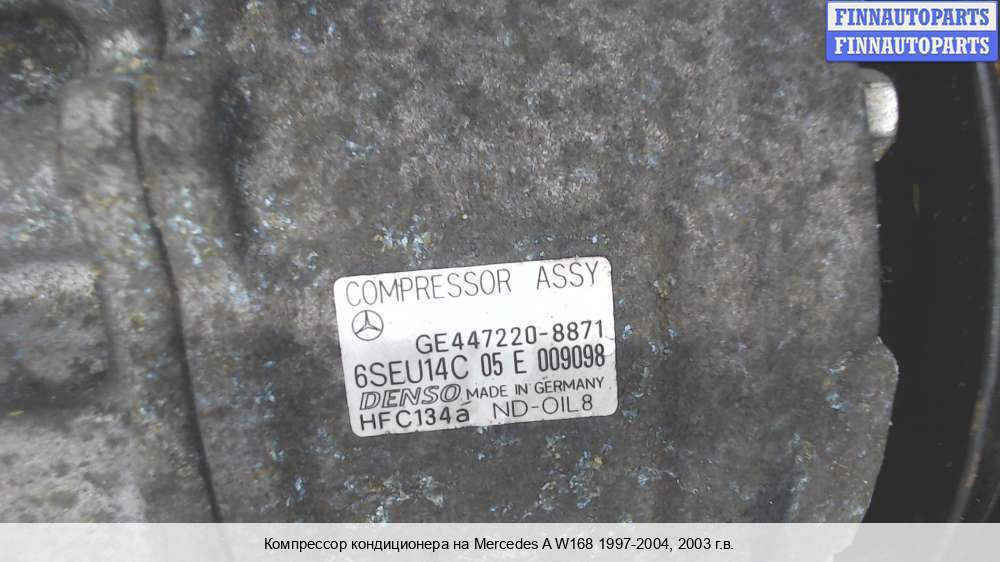 FINNAUTOPARTS
FINNAUTOPARTS
COMPRESSOR ASSY
GE447220-8871
6SEU14C 05 E 009098
DENSO MADE IN GERMANY
HFC134a ND-OIL8
Компрессор кондиционера на Mercedes A W168 1997-2004, 2003 г.в.